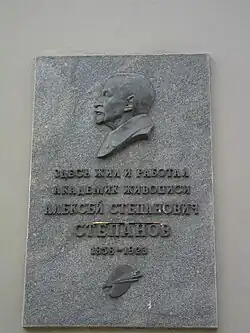 ЗДЕСЬ ЖИЛ И РАБОТАЛ
АКАДЕМИК ЖИВОПИСИ
АЛЕКСЕЙ СТЕПАНОВИЧ
СТЕПАНОВ
1858-1923